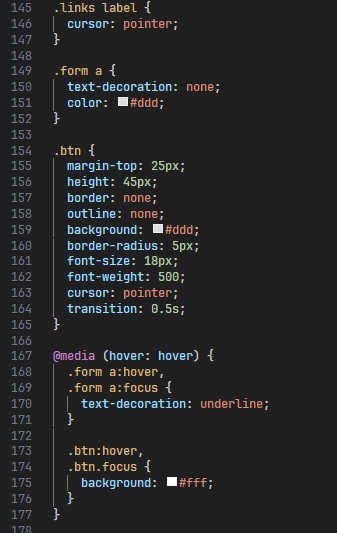 145 .links label {
146 cursor: pointer;
147 }
148
149 .form a {
150 text-decoration: none;
151 color: #ddd;
152 }
153
154 .btn {
155 margin-top: 25px;
156 height: 45px;
157 border: none;
158 outline: none;
159 background: #ddd;
160 border-radius: 5px;
161 font-size: 18px;
162 font-weight: 500;
163 cursor: pointer;
164 transition: 0.5s;
165 }
166
167 @media (hover: hover) {
168 .form a:hover,
169 .form a:focus {
170 text-decoration: underline;
171 }
172
173 .btn:hover,
174 .btn.focus {
175 background: #fff;
176 }
177 }
178